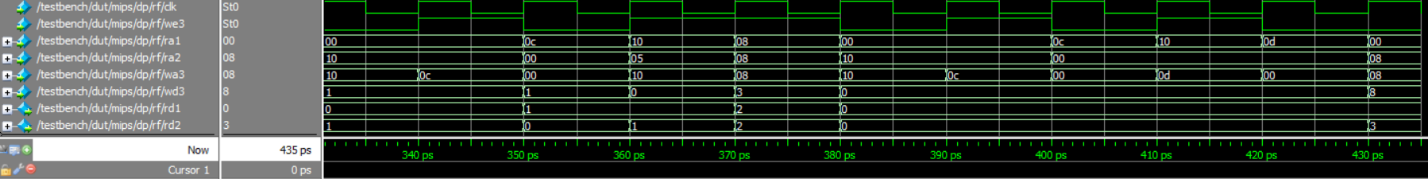 /testbench/dut/mips/dp/rf/clk St0
/testbench/dut/mips/dp/rf/we3 St0
/testbench/dut/mips/dp/rf/ra1 00 00 0c 10 08 00 0c 10 0d 00
/testbench/dut/mips/dp/rf/ra2 08 10 00 05 08 10 00 08
/testbench/dut/mips/dp/rf/wa3 08 10 0c 00 10 08 10 0c 00 0d 00 08
/testbench/dut/mips/dp/rf/wd3 8 1 1 0 3 0 8
/testbench/dut/mips/dp/rf/rd1 0 0 1 2 0
/testbench/dut/mips/dp/rf/rd2 3 1 0 1 2 0 3
Now 435 ps 340 ps 350 ps 360 ps 370 ps 380 ps 390 ps 400 ps 410 ps 420 ps 430 ps
Cursor 1 0 ps